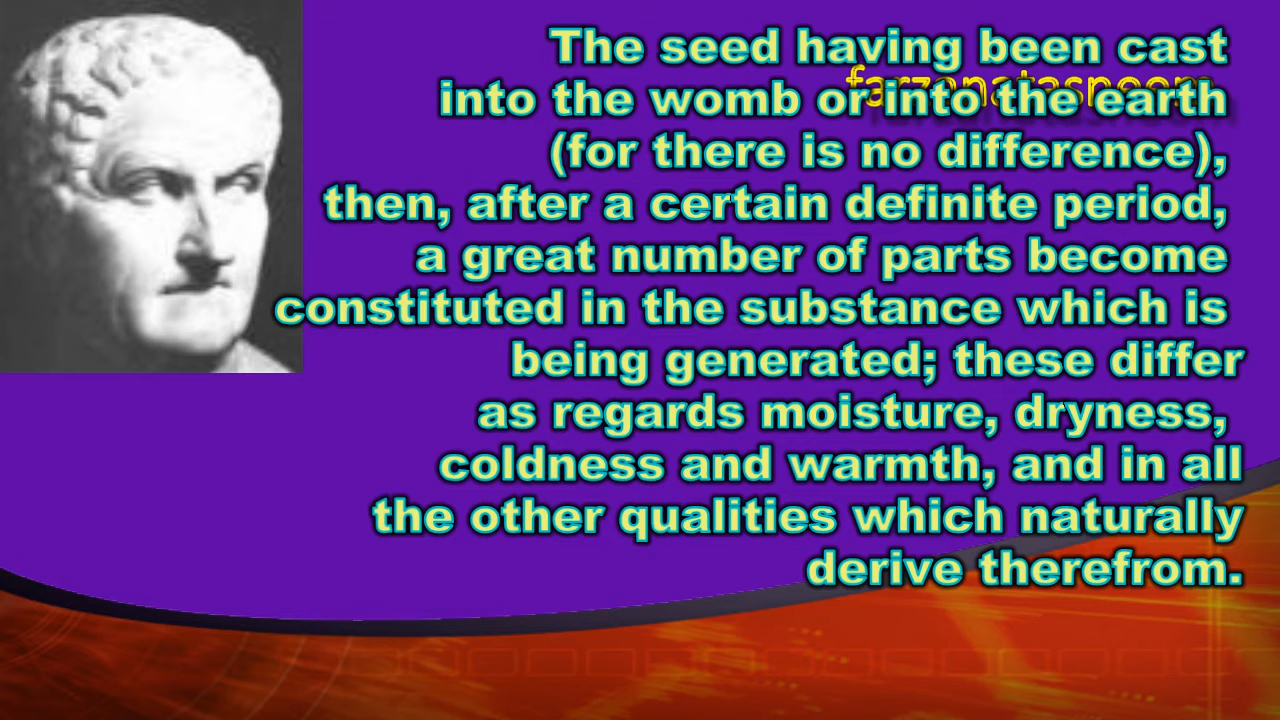 The seed having been cast
farzanatasneem
into the womb or into the earth
(for there is no difference),
then, after a certain definite period,
a great number of parts become
constituted in the substance which is
being generated; these differ
as regards moisture, dryness,
coldness and warmth, and in all
the other qualities which naturally
derive therefrom.